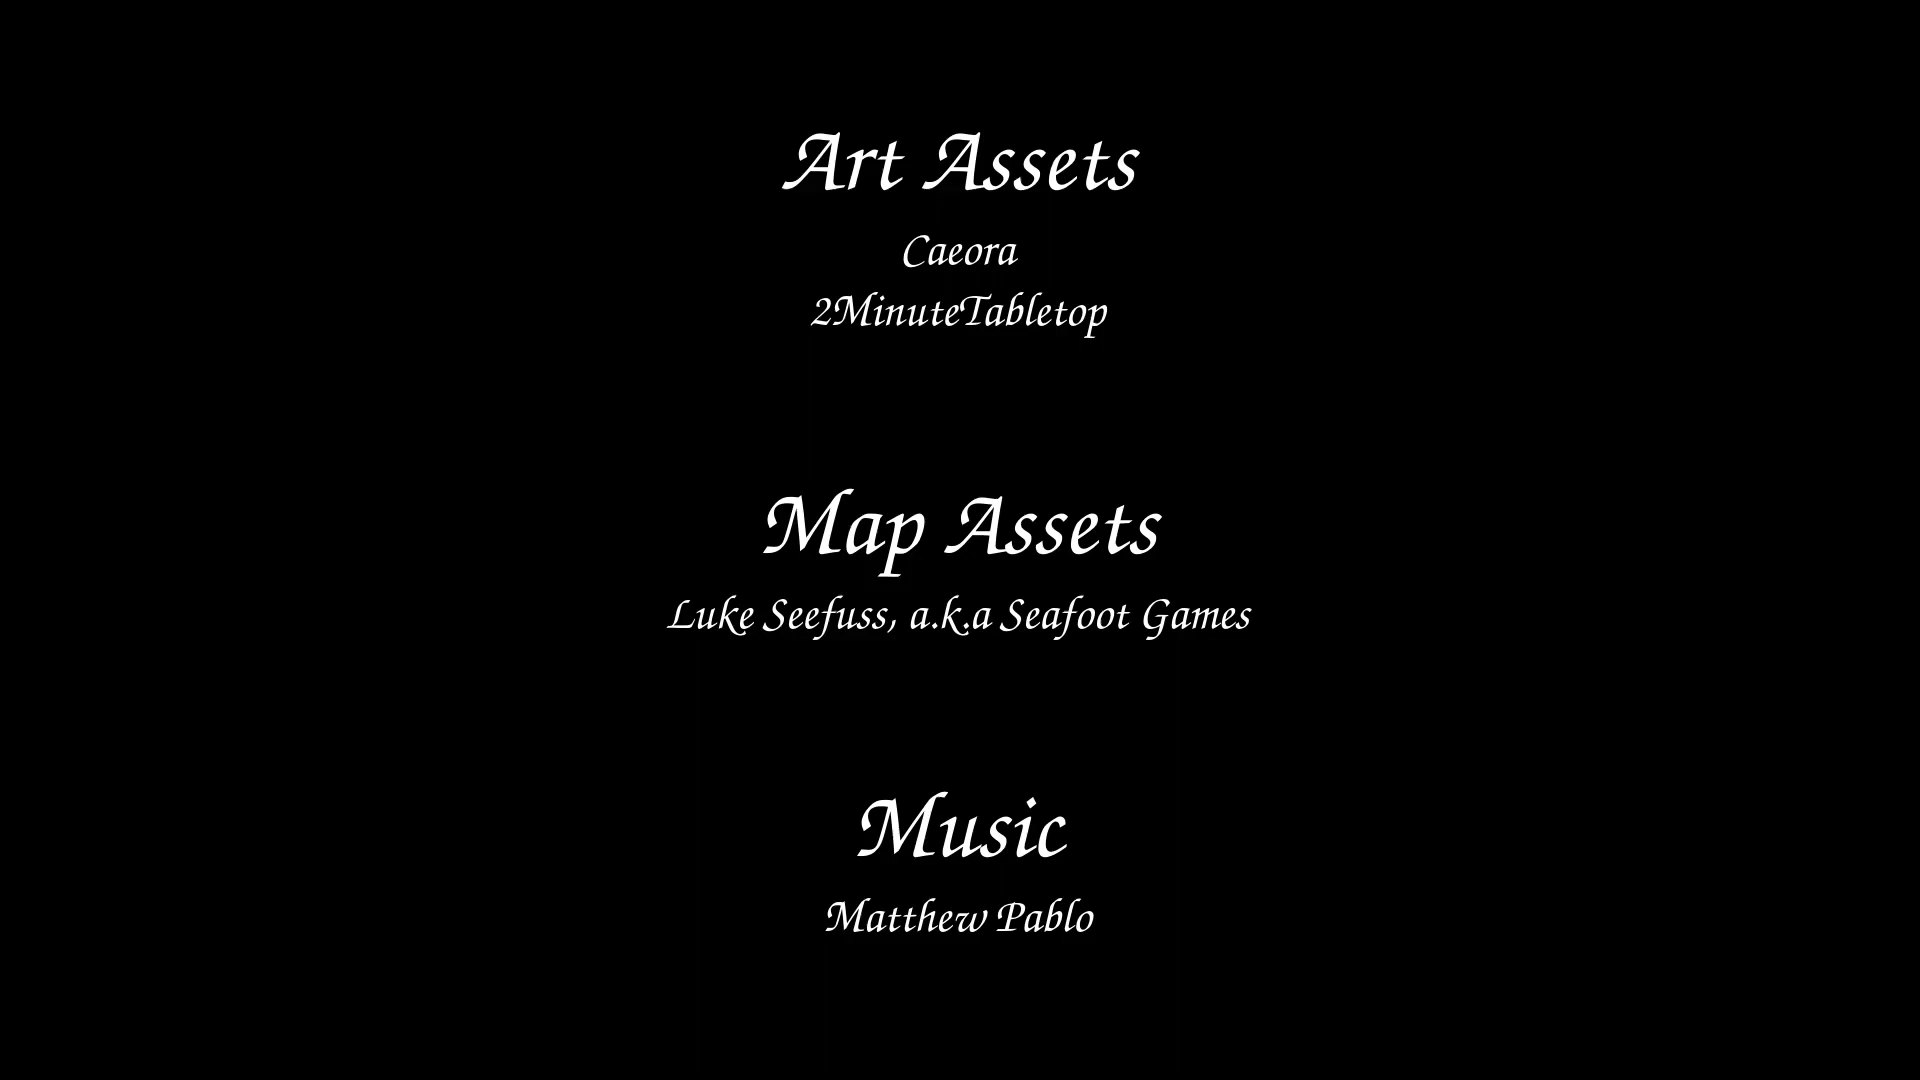 Art Assets
Caeora
2MinuteTabletop
Map Assets
Luke Seefuss, a.k.a Seafoot Games
Music
Matthew Pablo